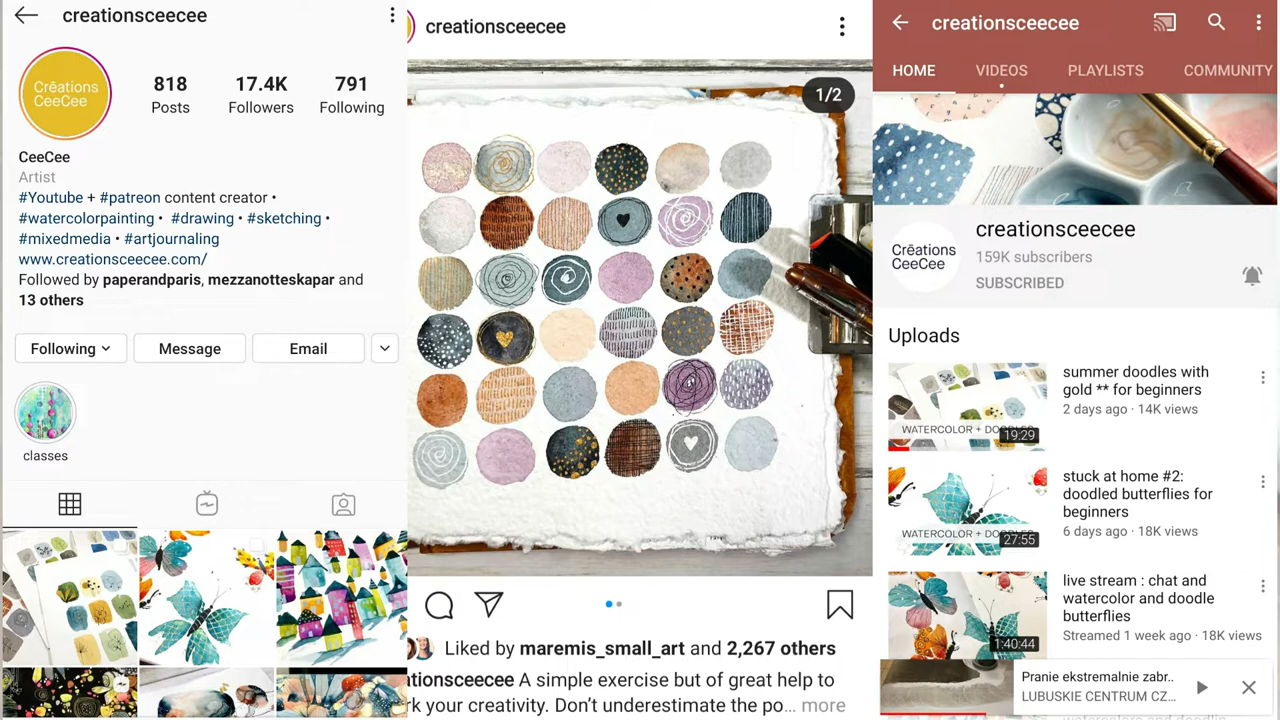 creationsceecee
Crēations
CeeCee
818
Posts
17.4K
Followers
791
Following
CeeCee
Artist
#Youtube + #patreon content creator •
#watercolorpainting • #drawing • #sketching •
#mixedmedia • #artjournaling
www.creationsceecee.com/
Followed by paperandparis, mezzanotteskapar and
13 others
Following
Message
Email
classes
creationsceecee
1/2
Liked by maremis_small_art and 2,267 others
ationsceecee A simple exercise but of great help to
rk your creativity. Don't underestimate the po... more
creationsceecee
HOME
VIDEOS
PLAYLISTS
COMMUNITY
Crēations
CeeCee
creationsceecee
159K subscribers
SUBSCRIBED
Uploads
WATERCOLOR + DOODLES
19:29
summer doodles with
gold ** for beginners
2 days ago · 14K views
WATERCOLOR + DOOD
27:55
stuck at home #2:
doodled butterflies for
beginners
6 days ago · 18K views
1:40:44
live stream : chat and
watercolor and doodle
butterflies
Streamed 1 week ago · 18K views
Pranie ekstremalnie zabr..
LUBUSKIE CENTRUM CZ...